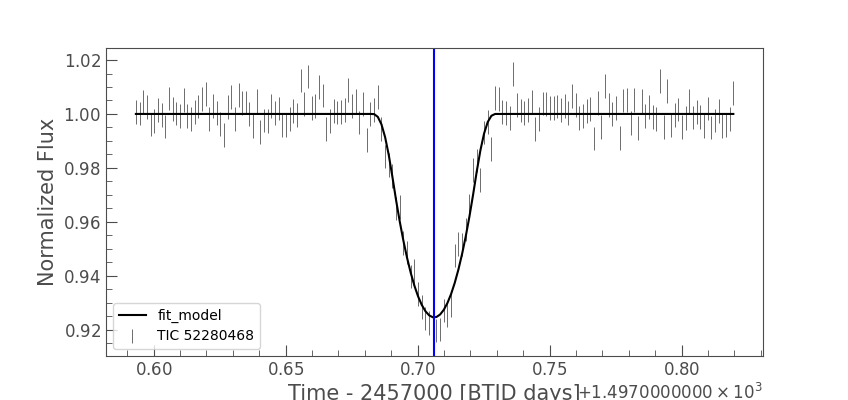 1.02
1.00
0.98
0.96
0.94
0.92
Normalized Flux
fit_model
TIC 52280468
0.60 0.65 0.70 0.75 0.80
Time - 2457000 [BTJD days]
+1.4970000000 × 10³